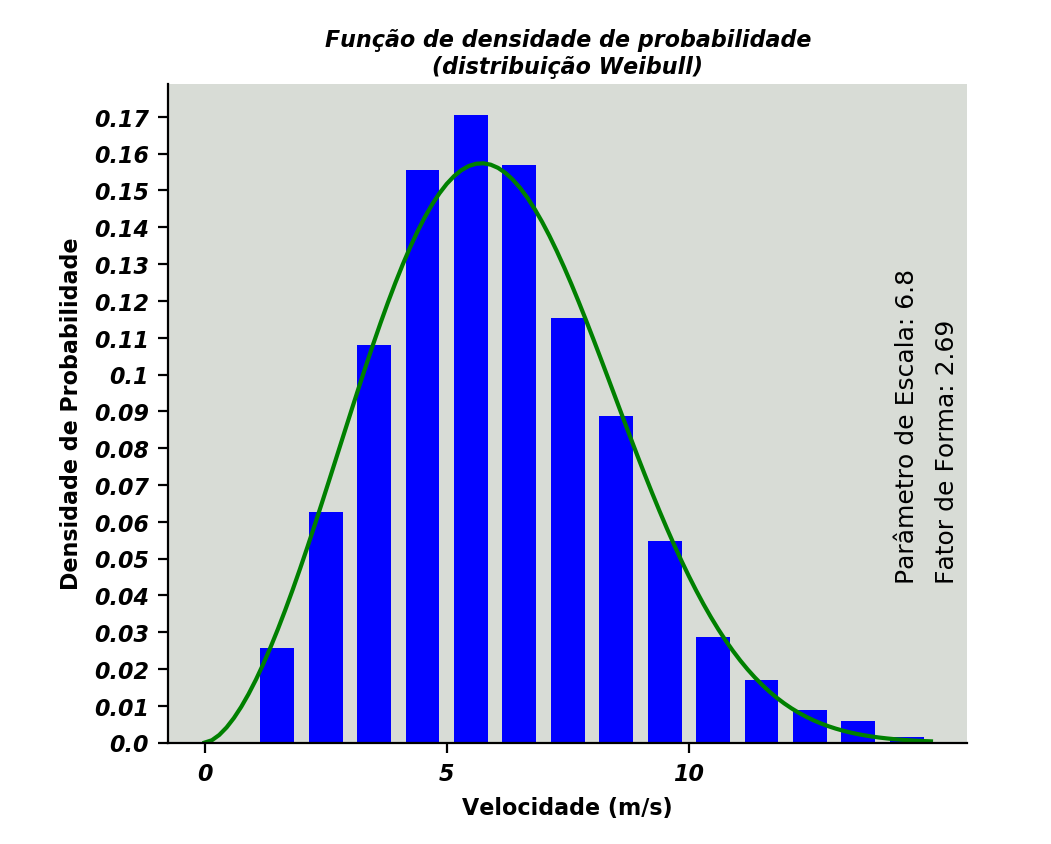 Função de densidade de probabilidade
(distribuição Weibull)
Densidade de Probabilidade
0.17
0.16
0.15
0.14
0.13
0.12
0.11
0.1
0.09
0.08
0.07
0.06
0.05
0.04
0.03
0.02
0.01
0.0
Parâmetro de Escala: 6.8
Fator de Forma: 2.69
0 5 10
Velocidade (m/s)